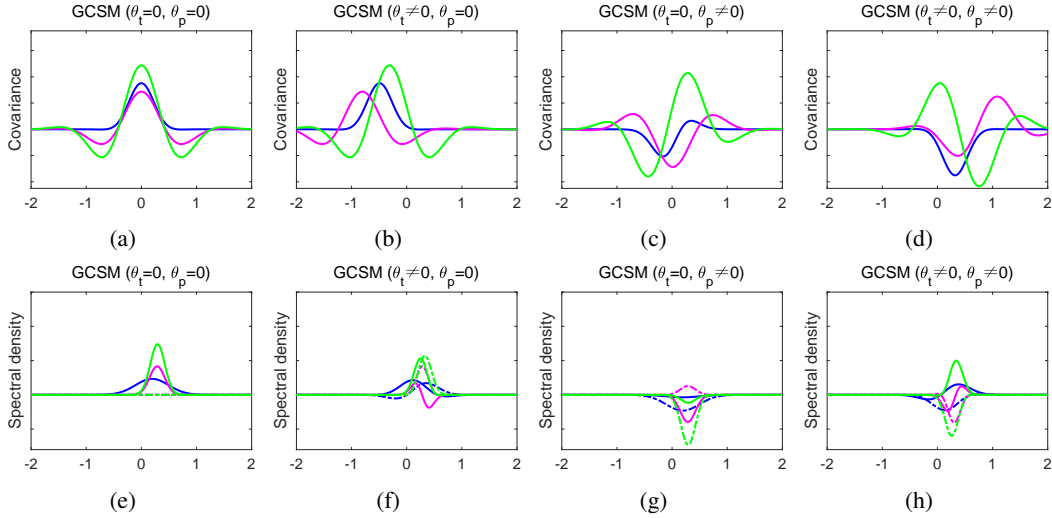 GCSM (θt=0, θp=0)
GCSM (θt≠0, θp=0)
GCSM (θt=0, θp≠0)
GCSM (θt≠0, θp≠0)
Covariance
Covariance
Covariance
Covariance
-2 -1 0 1 2
-2 -1 0 1 2
-2 -1 0 1 2
-2 -1 0 1 2
(a)
(b)
(c)
(d)
GCSM (θt=0, θp=0)
GCSM (θt≠0, θp=0)
GCSM (θt=0, θp≠0)
GCSM (θt≠0, θp≠0)
Spectral density
Spectral density
Spectral density
Spectral density
-2 -1 0 1 2
-2 -1 0 1 2
-2 -1 0 1 2
-2 -1 0 1 2
(e)
(f)
(g)
(h)